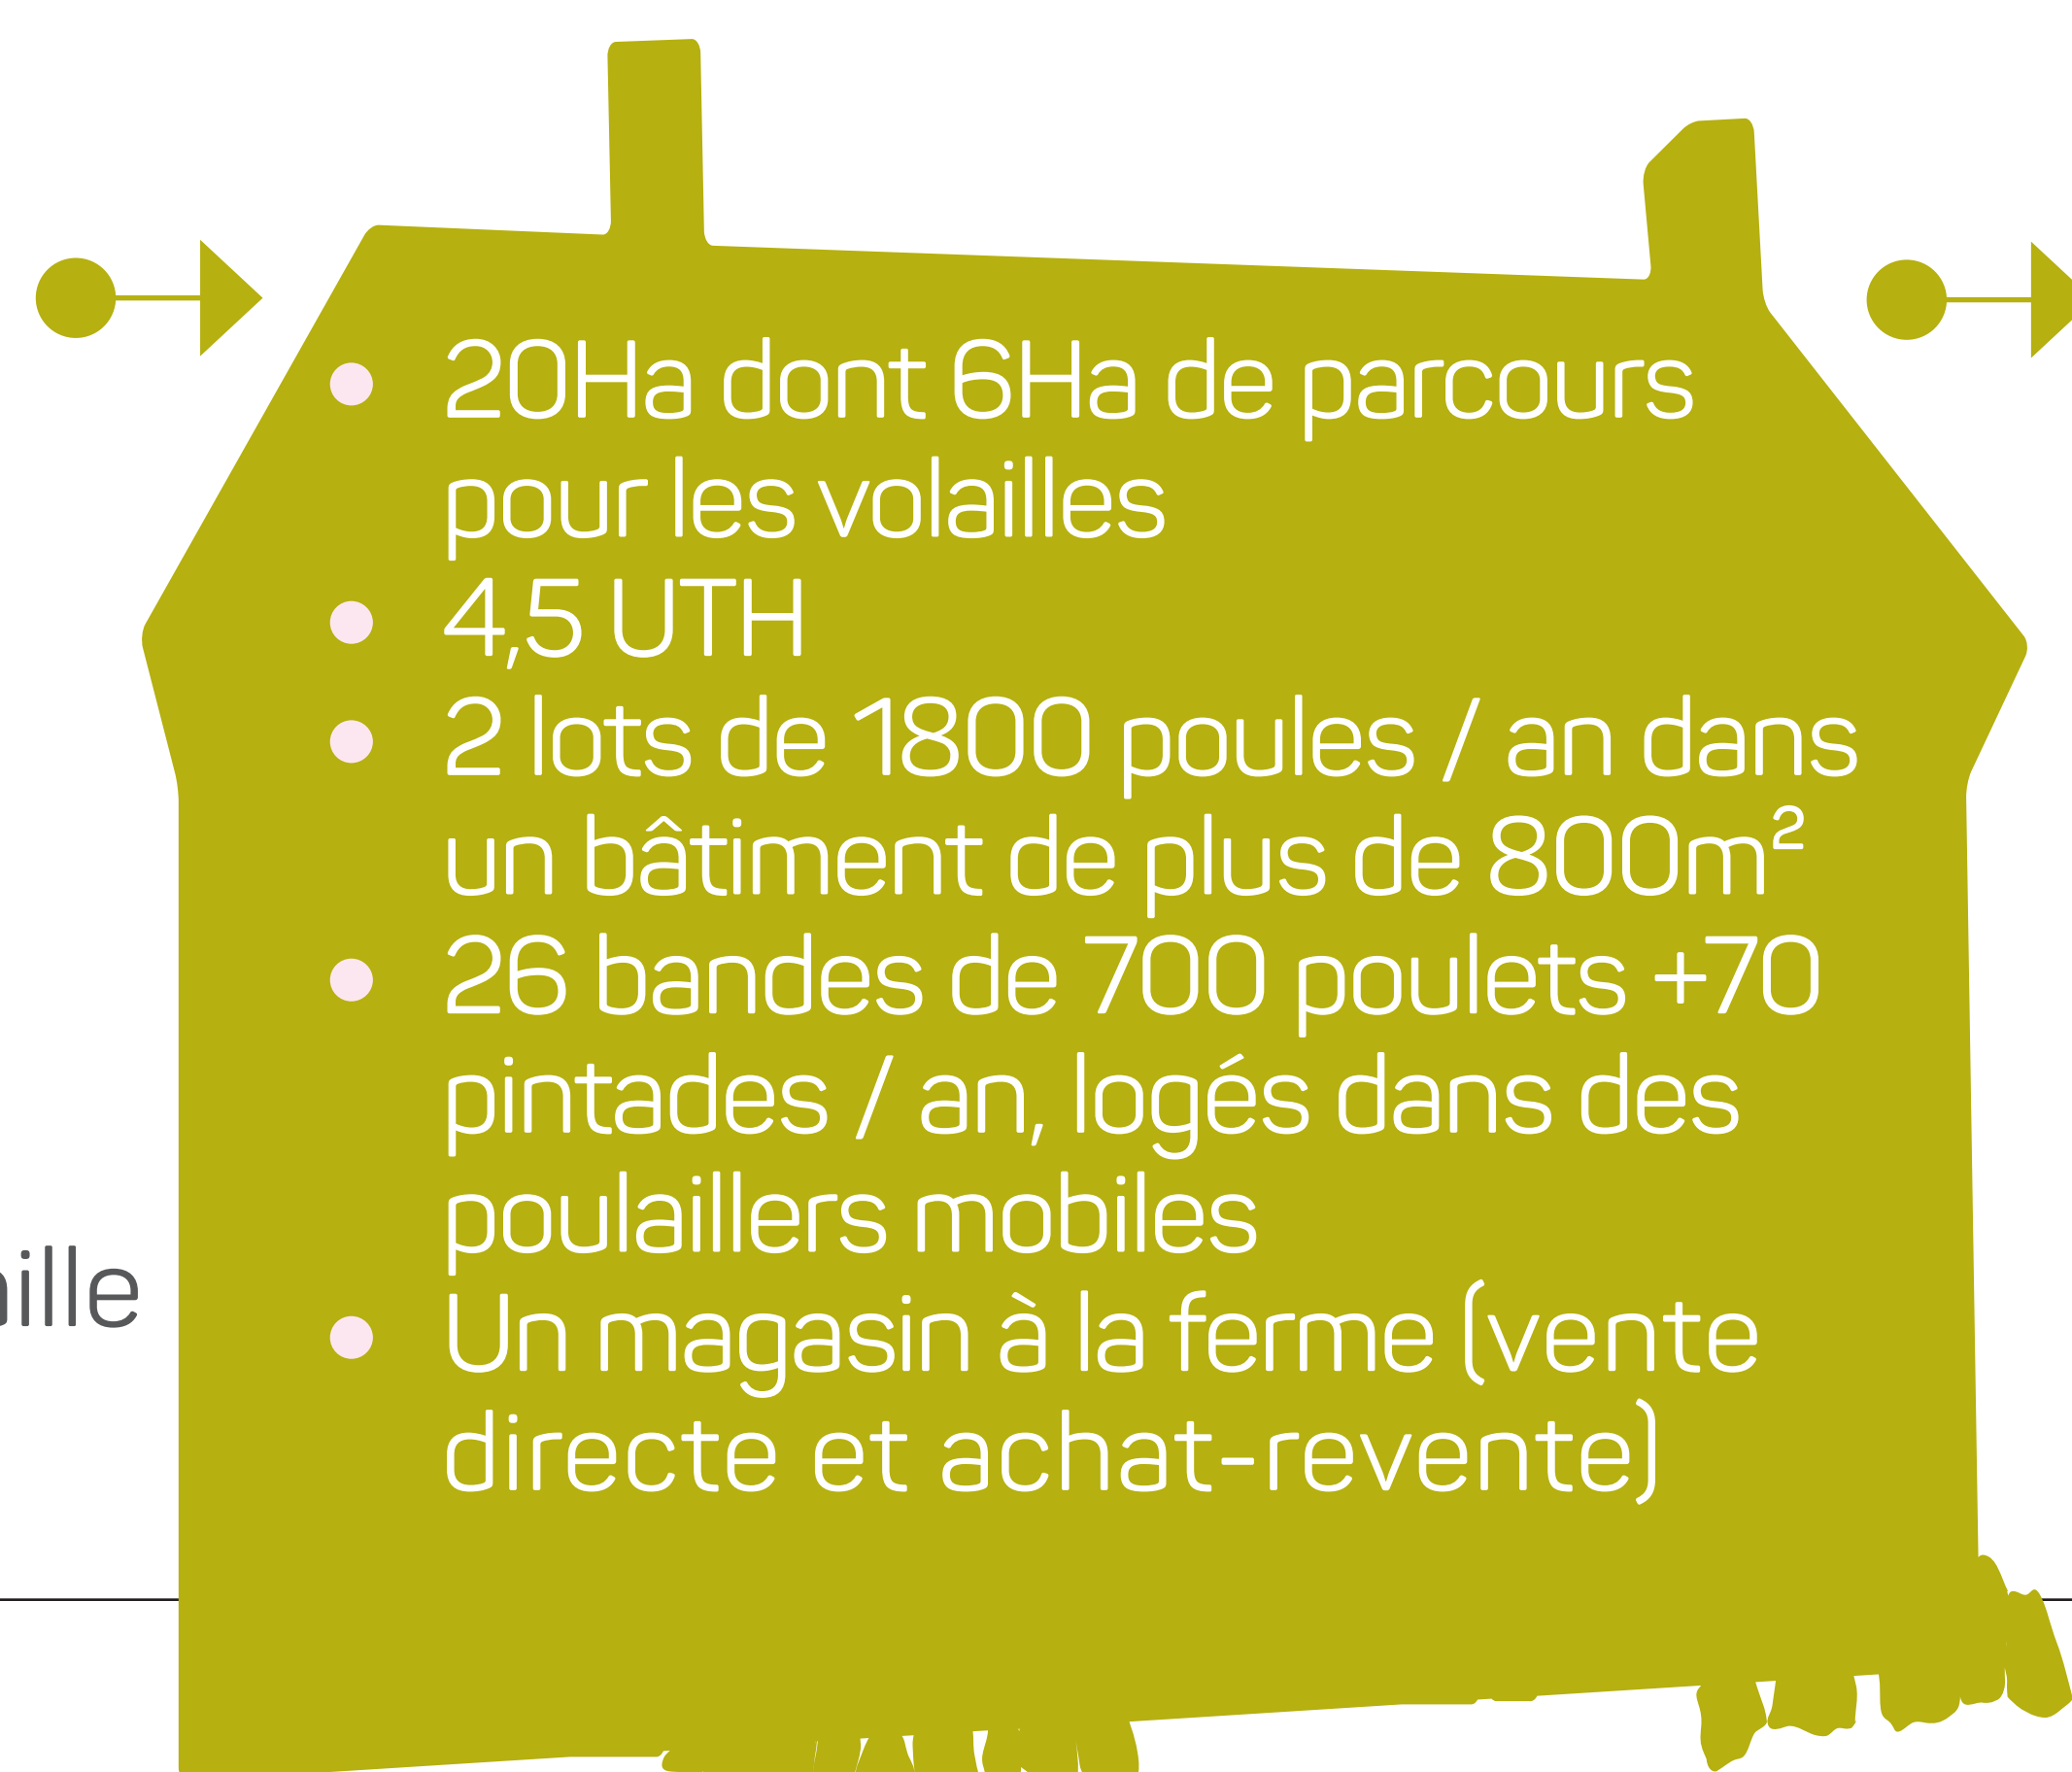 20Ha dont 6Ha de parcours
pour les volailles
4,5 UTH
2 lots de 1800 poules/ an dans
un bâtiment de plus de 800m²
26 bandes de 700 poulets +70
pintades / an, logés dans des
poulaillers mobiles
Un magasin à la ferme (vente
directe et achat-revente)